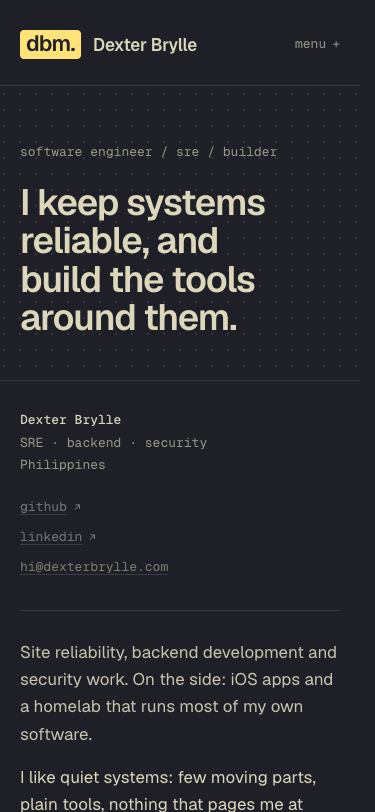 dbm. Dexter Brylle
menu +
software engineer / sre / builder
I keep systems
reliable, and
build the tools
around them.
Dexter Brylle
SRE · backend · security
Philippines
github ↗
linkedin ↗
hi@dexterbrylle.com
Site reliability, backend development and
security work. On the side: iOS apps and
a homelab that runs most of my own
software.
I like quiet systems: few moving parts,
plain tools, nothing that pages me at